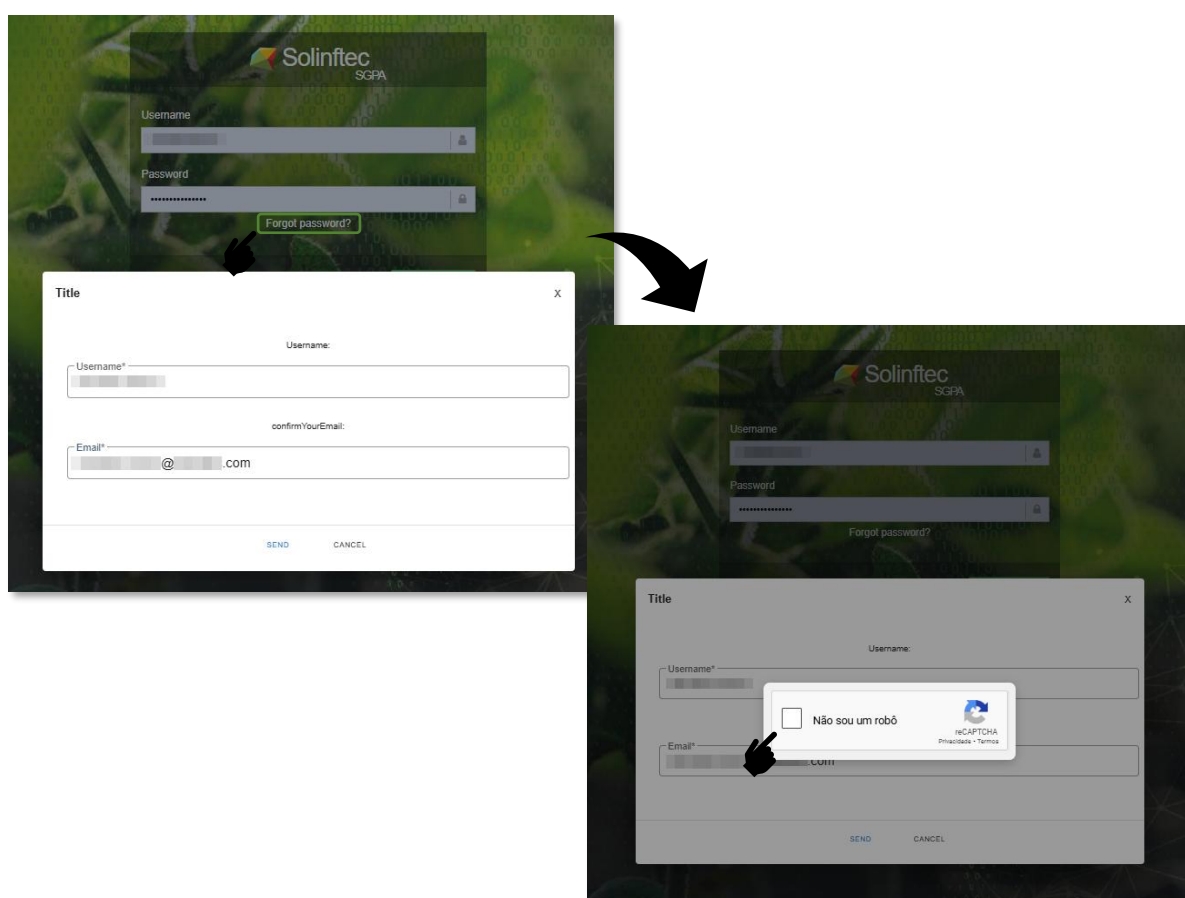 Solinftec
SGPA
Username
Password
•••••••••••••••
Forgot password?
Title X
Username:
Username*
confirmYourEmail:
Email*
@ .com
SEND CANCEL
Solinftec
SGPA
Username
Password
•••••••••••••••
Forgot password?
Title X
Username:
Username*
Não sou um robô
reCAPTCHA
Privacidade • Termos
Email*
.com
SEND CANCEL